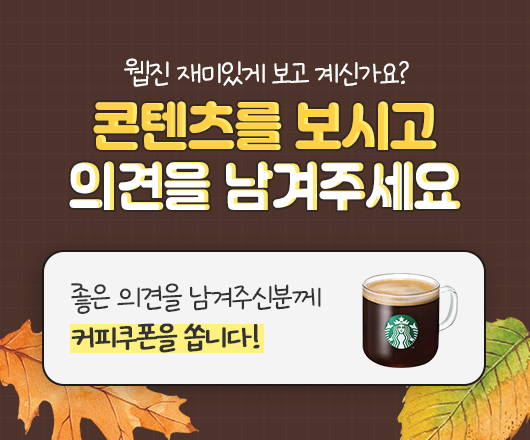 웹진 재미있게 보고 계신가요?
콘텐츠를 보시고
의견을 남겨주세요
좋은 의견을 남겨주신분께
커피쿠폰을 쏩니다!